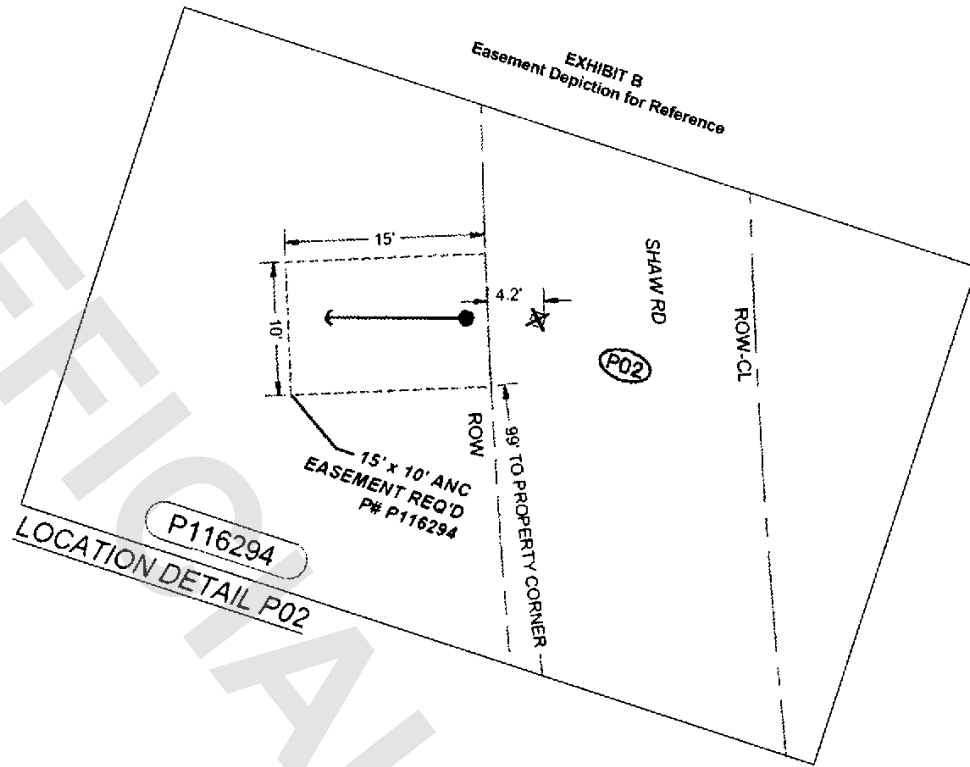 EXHIBIT B
Easement Depiction for Reference
15'
10'
4.2'
SHAW RD
P02
ROW-CL
ROW
99' TO PROPERTY CORNER
15' x 10' ANC
EASEMENT REQ'D
P# P116294
P116294
LOCATION DETAIL P02